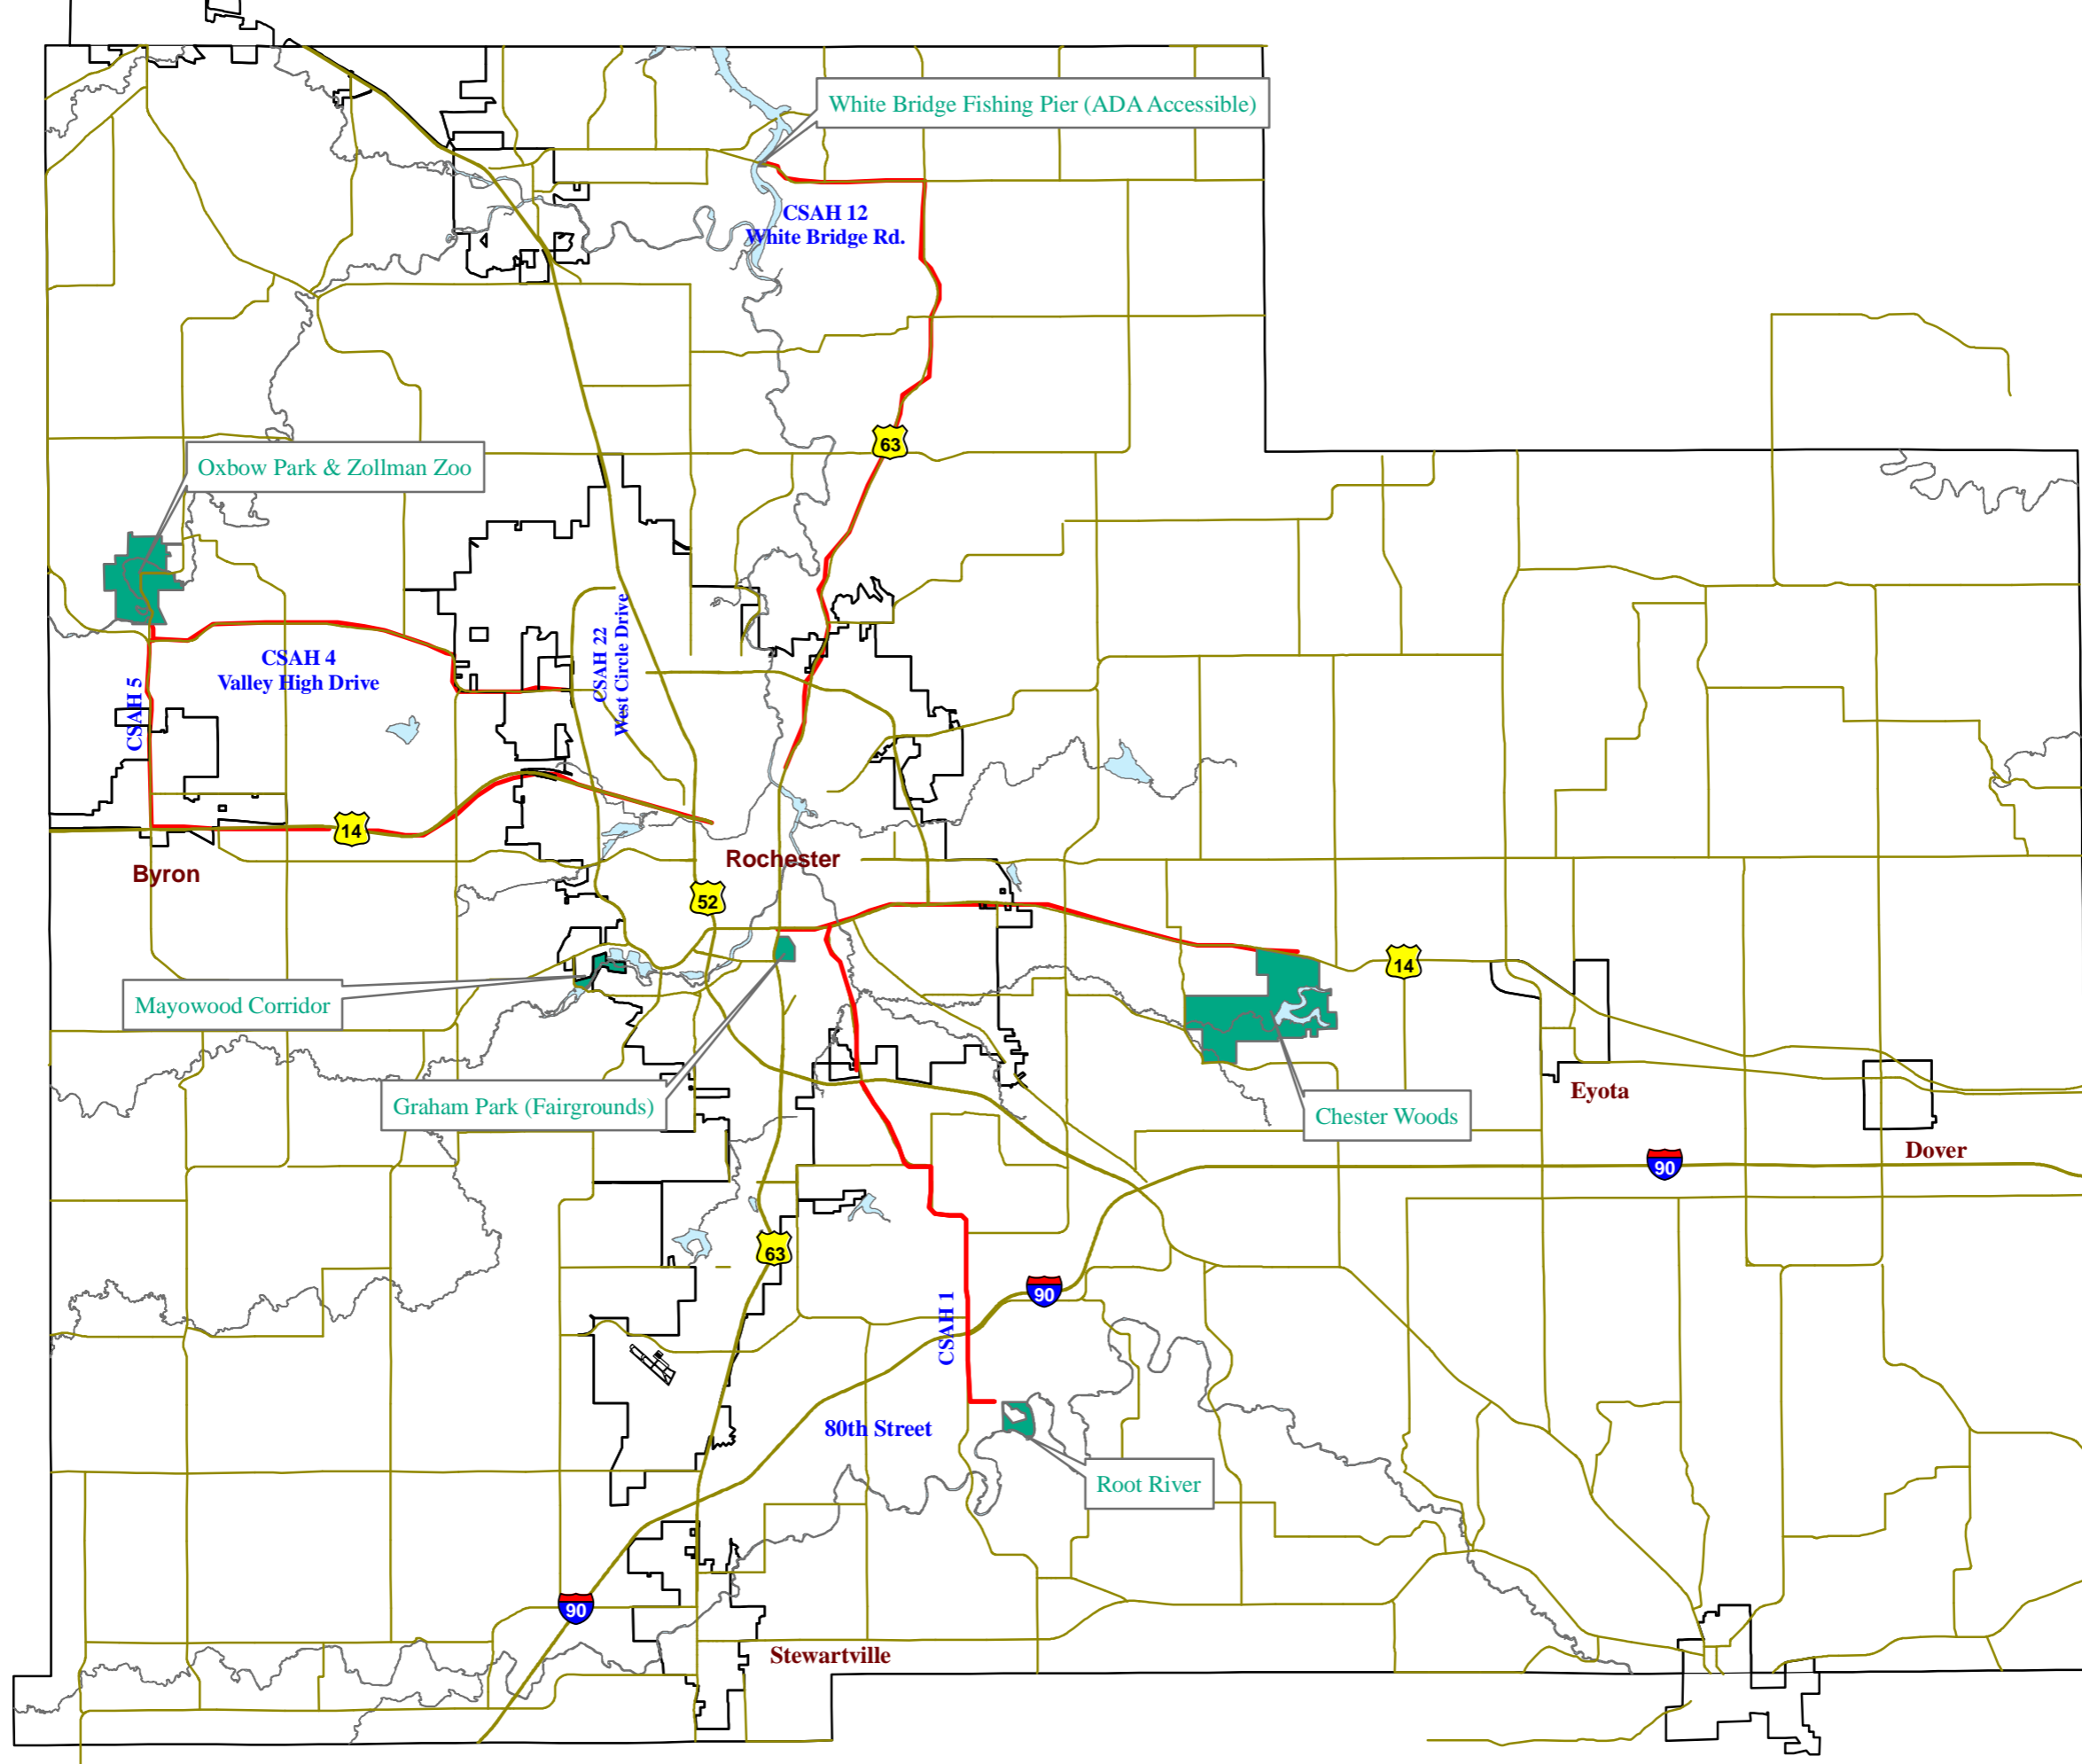 White Bridge Fishing Pier (ADA Accessible)
CSAH 12
White Bridge Rd.
63
Oxbow Park & Zollman Zoo
CSAH 4
Valley High Drive
CSAH 22
West Circle Drive
CSAH 5
14
Byron
Rochester
52
14
Mayowood Corridor
Graham Park (Fairgrounds)
Chester Woods
Eyota
Dover
90
63
90
CSAH 1
80th Street
Root River
90
Stewartville